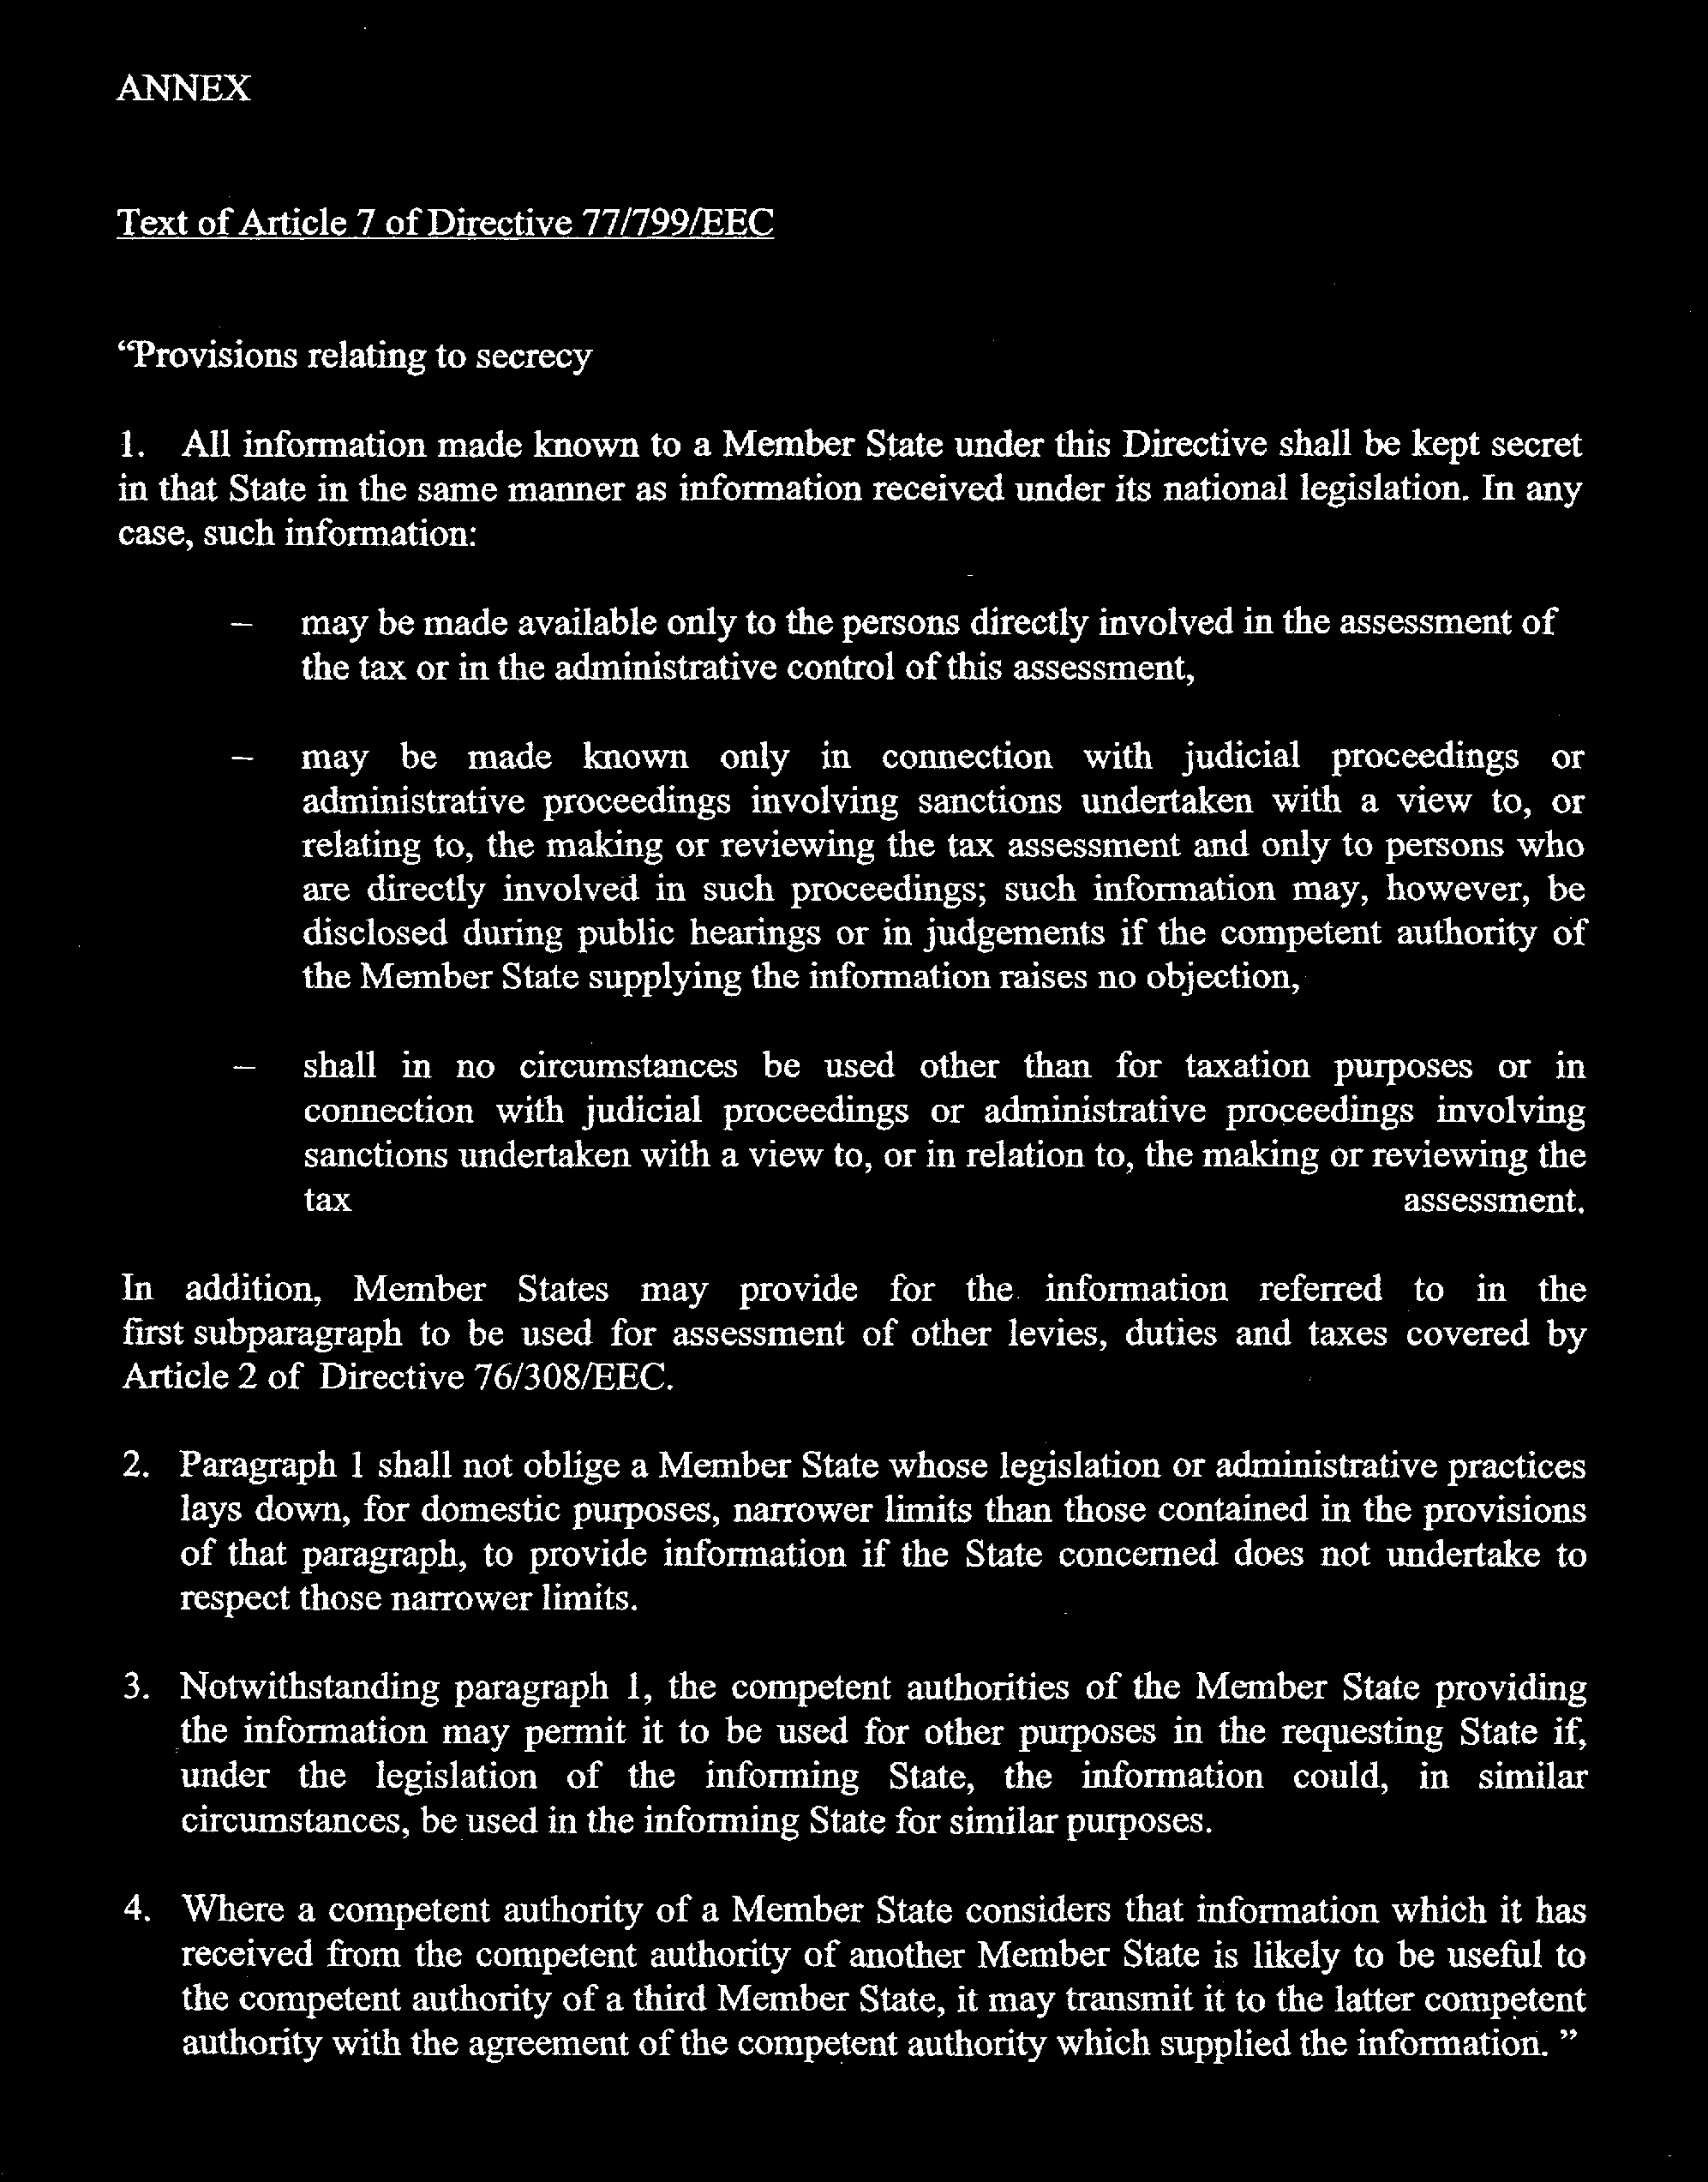 ANNEX
Text of Article 7 of Directive 77/799/EEC
“Provisions relating to secrecy
1. All information made known to a Member State under this Directive shall be kept secret
in that State in the same manner as information received under its national legislation. In any
case, such information:
– may be made available only to the persons directly involved in the assessment of
the tax or in the administrative control of this assessment,
– may be made known only in connection with judicial proceedings or
administrative proceedings involving sanctions undertaken with a view to, or
relating to, the making or reviewing the tax assessment and only to persons who
are directly involved in such proceedings; such information may, however, be
disclosed during public hearings or in judgements if the competent authority of
the Member State supplying the information raises no objection,
– shall in no circumstances be used other than for taxation purposes or in
connection with judicial proceedings or administrative proceedings involving
sanctions undertaken with a view to, or in relation to, the making or reviewing the
tax assessment.
In addition, Member States may provide for the information referred to in the
first subparagraph to be used for assessment of other levies, duties and taxes covered by
Article 2 of Directive 76/308/EEC.
2. Paragraph 1 shall not oblige a Member State whose legislation or administrative practices
lays down, for domestic purposes, narrower limits than those contained in the provisions
of that paragraph, to provide information if the State concerned does not undertake to
respect those narrower limits.
3. Notwithstanding paragraph 1, the competent authorities of the Member State providing
the information may permit it to be used for other purposes in the requesting State if,
under the legislation of the informing State, the information could, in similar
circumstances, be used in the informing State for similar purposes.
4. Where a competent authority of a Member State considers that information which it has
received from the competent authority of another Member State is likely to be useful to
the competent authority of a third Member State, it may transmit it to the latter competent
authority with the agreement of the competent authority which supplied the information. ”